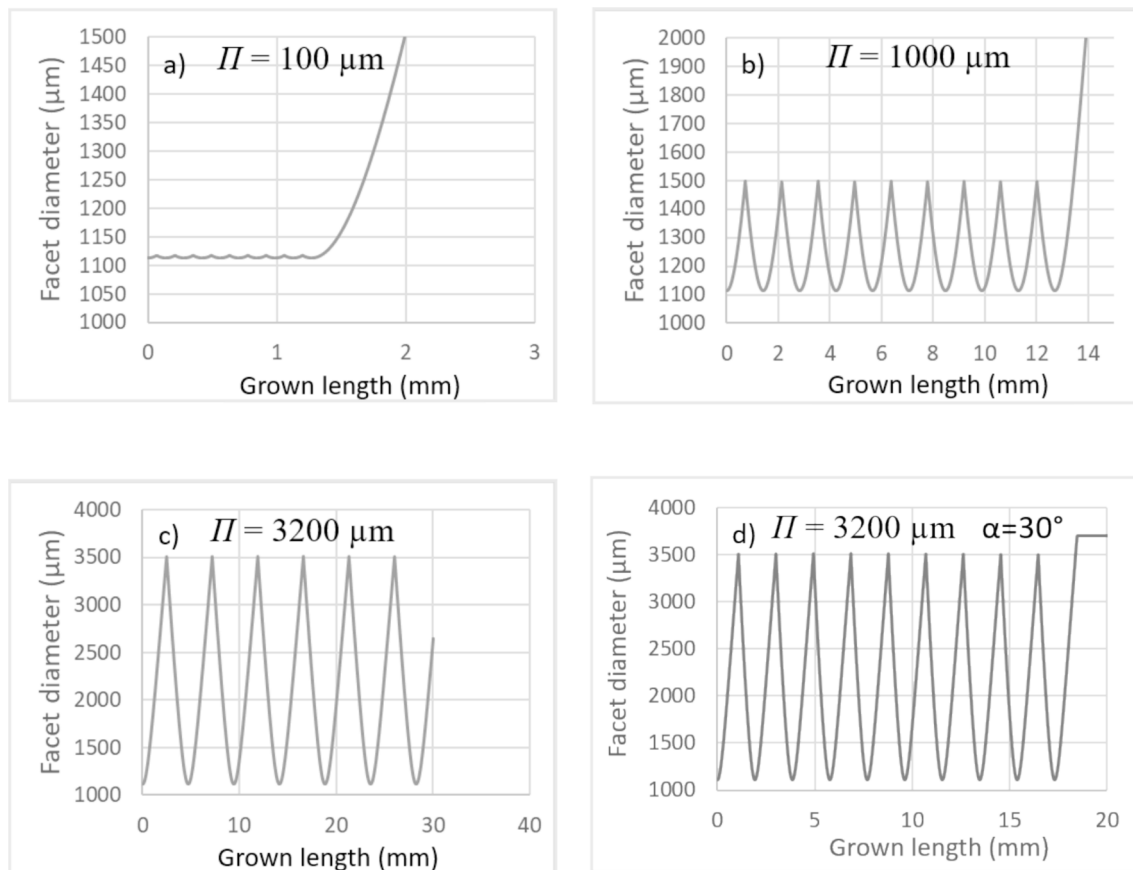 a) Π = 100 µm
Facet diameter (µm)
1500
1450
1400
1350
1300
1250
1200
1150
1100
1050
1000
0 1 2 3
Grown length (mm)
b) Π = 1000 µm
Facet diameter (µm)
2000
1900
1800
1700
1600
1500
1400
1300
1200
1100
1000
0 2 4 6 8 10 12 14
Grown length (mm)
c) Π = 3200 µm
Facet diameter (µm)
4000
3500
3000
2500
2000
1500
1000
0 10 20 30 40
Grown length (mm)
d) Π = 3200 µm α=30°
Facet diameter (µm)
4000
3500
3000
2500
2000
1500
1000
0 5 10 15 20
Grown length (mm)